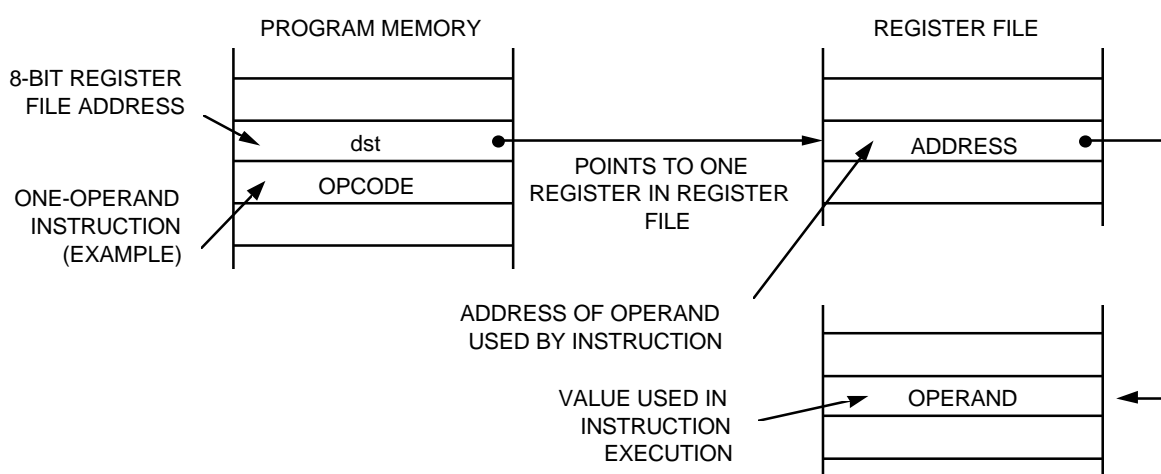 PROGRAM MEMORY
REGISTER FILE
8-BIT REGISTER
FILE ADDRESS
dst
ADDRESS
POINTS TO ONE
REGISTER IN REGISTER
FILE
OPCODE
ONE-OPERAND
INSTRUCTION
(EXAMPLE)
ADDRESS OF OPERAND
USED BY INSTRUCTION
VALUE USED IN
INSTRUCTION
EXECUTION
OPERAND